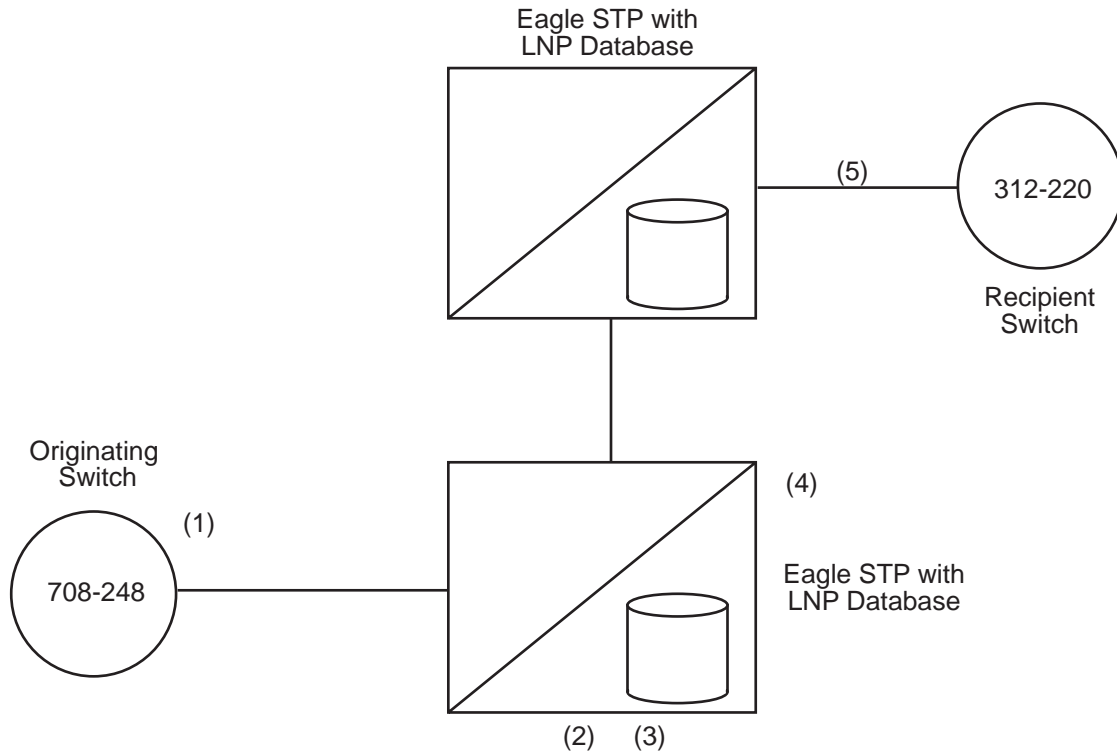 Eagle STP with
LNP Database
(5)
312-220
Recipient
Switch
Originating
Switch
(1)
(4)
708-248
Eagle STP with
LNP Database
(2)
(3)